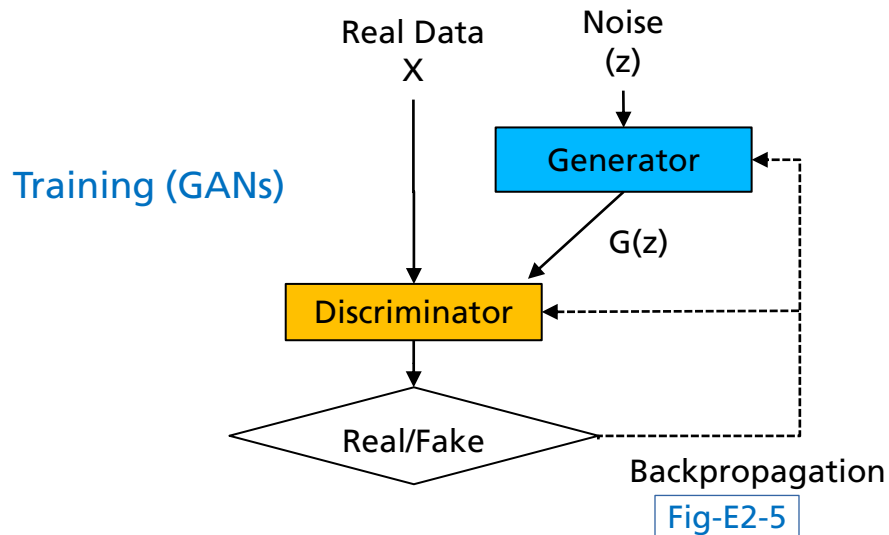 Real Data
X
Noise
(z)
Generator
Training (GANs)
G(z)
Discriminator
Real/Fake
Backpropagation
Fig-E2-5